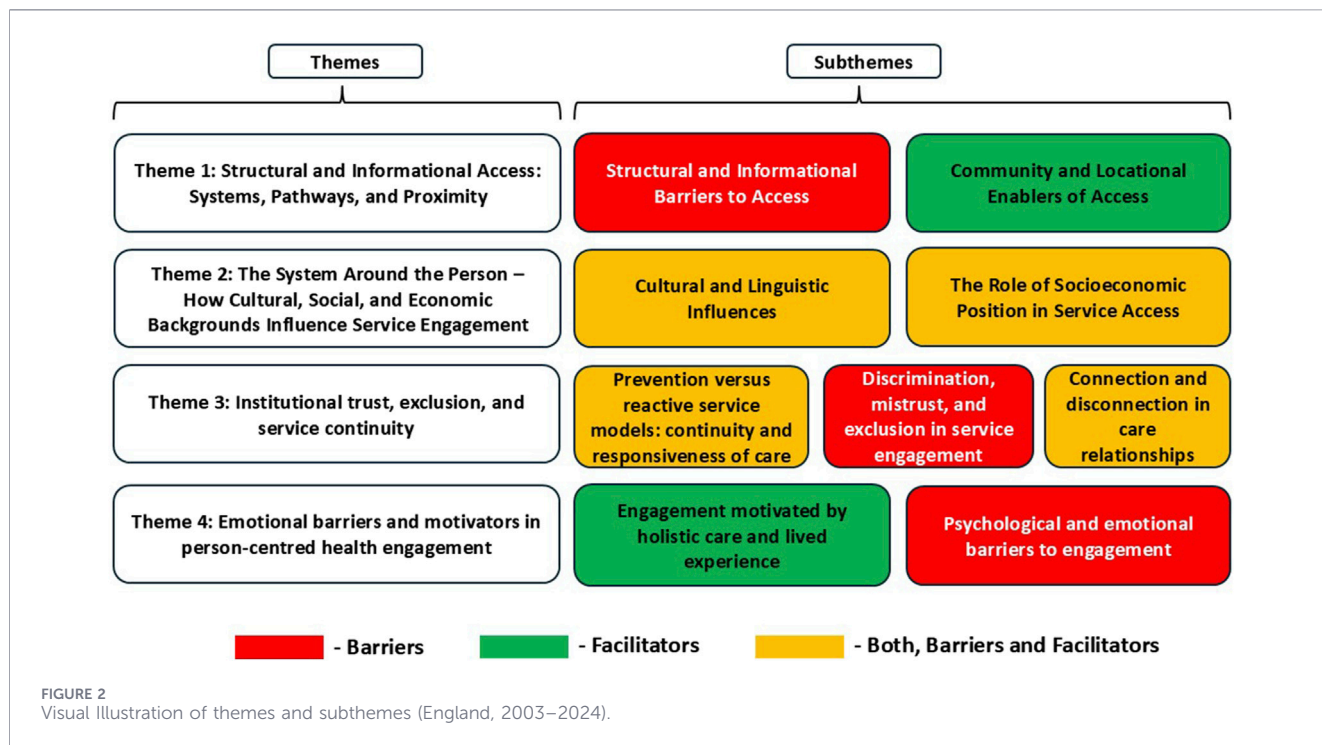 Themes
Subthemes
Theme 1: Structural and Informational Access:
Systems, Pathways, and Proximity
Structural and Informational
Barriers to Access
Community and Locational
Enablers of Access
Theme 2: The System Around the Person –
How Cultural, Social, and Economic
Backgrounds Influence Service Engagement
Cultural and Linguistic
Influences
The Role of Socioeconomic
Position in Service Access
Theme 3: Institutional trust, exclusion, and
service continuity
Prevention versus
reactive service
models: continuity and
responsiveness of care
Discrimination,
mistrust, and
exclusion in service
engagement
Connection and
disconnection in
care
relationships
Theme 4: Emotional barriers and motivators in
person-centred health engagement
Engagement motivated by
holistic care and lived
experience
Psychological and emotional
barriers to engagement
- Barriers
- Facilitators
- Both, Barriers and Facilitators
FIGURE 2
Visual Illustration of themes and subthemes (England, 2003–2024).